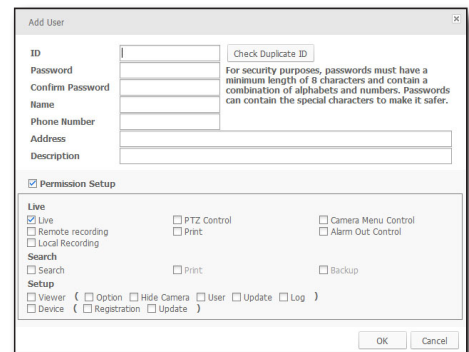 Add User
ID
Check Duplicate ID
Password
For security purposes, passwords must have a
minimum length of 8 characters and contain a
Confirm Password
combination of alphabets and numbers. Passwords
can contain the special characters to make it safer.
Name
Phone Number
Address
Description
Permission Setup
Live
Live PTZ Control Camera Menu Control
Remote recording Print Alarm Out Control
Local Recording
Search
Search Print Backup
Setup
Viewer ( Option Hide Camera User Update Log )
Device ( Registration Update )
OK Cancel